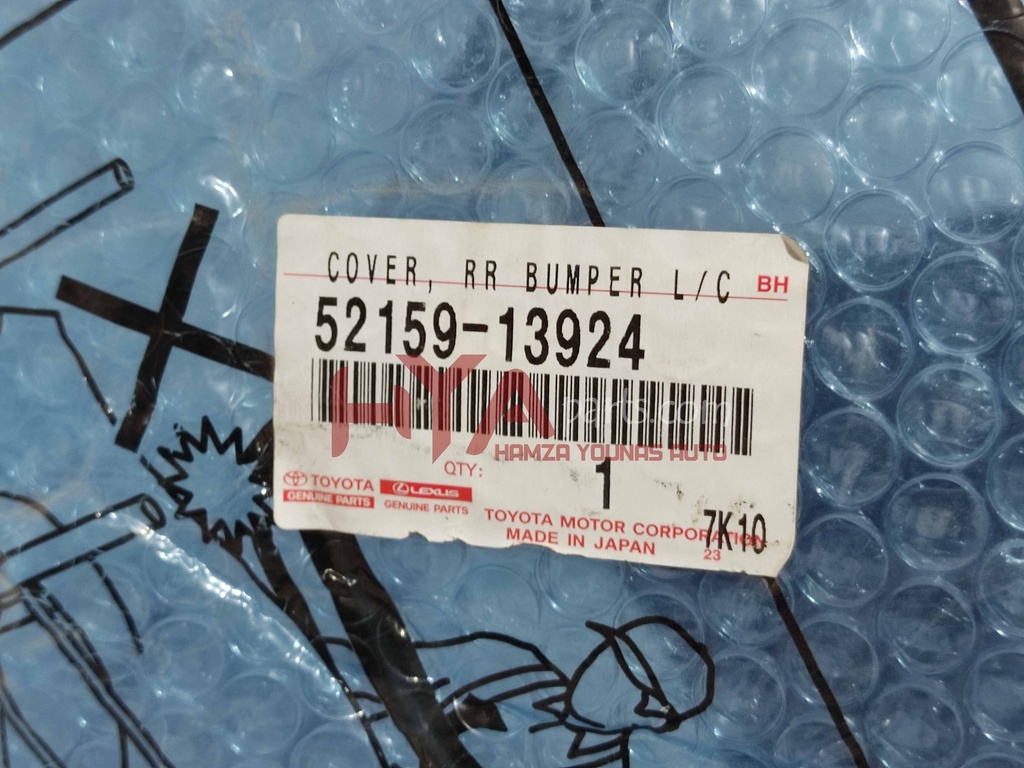 COVER, RR BUMPER L/C BH
52159-13924
HYA parts.com
HAMZA YOUNAS AUTO
QTY: 1
TOYOTA LEXUS
GENUINE PARTS GENUINE PARTS
TOYOTA MOTOR CORPORATION 7K10
MADE IN JAPAN 23